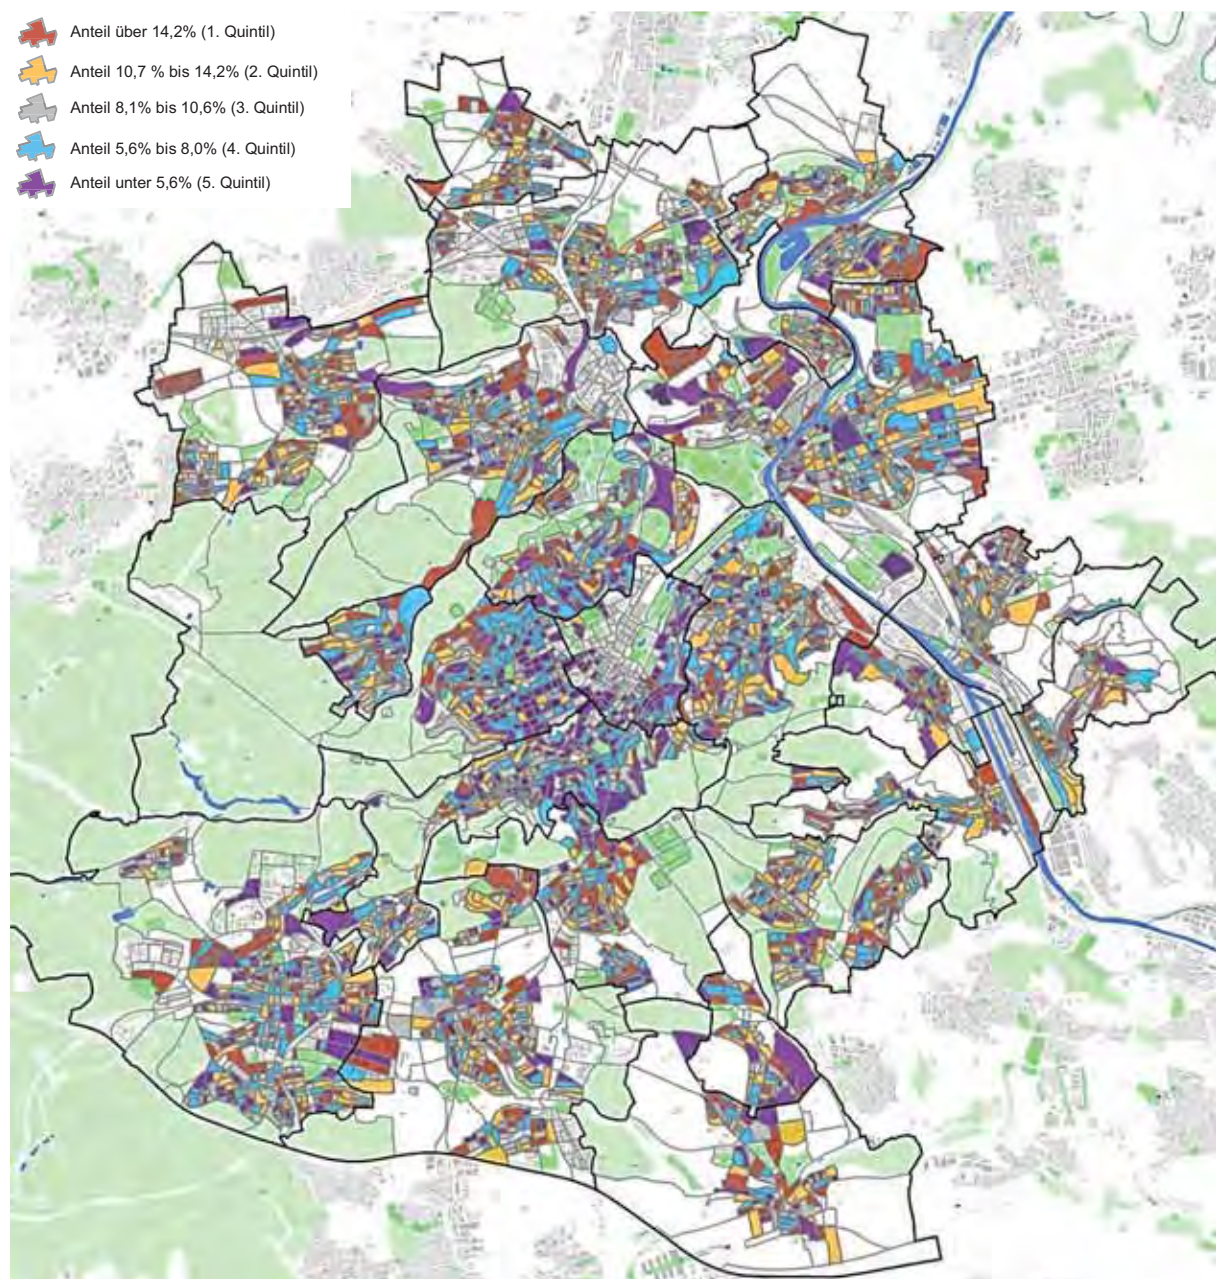 Anteil über 14,2% (1. Quintil)
Anteil 10,7 % bis 14,2% (2. Quintil)
Anteil 8,1% bis 10,6% (3. Quintil)
Anteil 5,6% bis 8,0% (4. Quintil)
Anteil unter 5,6% (5. Quintil)